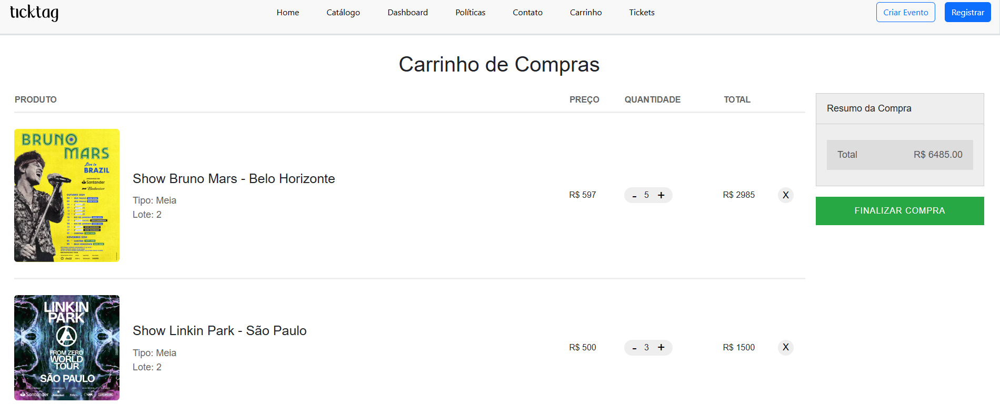 ticktag
Home Catálogo Dashboard Políticas Contato Carrinho Tickets
Criar Evento Registrar
Carrinho de Compras
PRODUTO PREÇO QUANTIDADE TOTAL
BRUNO
MARS
Live in
BRAZIL
Santander
Budweiser
OUTUBRO 2024
NOVEMBRO 2024
Show Bruno Mars - Belo Horizonte
Tipo: Meia
Lote: 2
R$ 597 - 5 + R$ 2985 X
LINKIN
PARK
FROM ZERO
WORLD
TOUR
SÃO PAULO
Santander
Show Linkin Park - São Paulo
Tipo: Meia
Lote: 2
R$ 500 - 3 + R$ 1500 X
Resumo da Compra
Total R$ 6485.00
FINALIZAR COMPRA